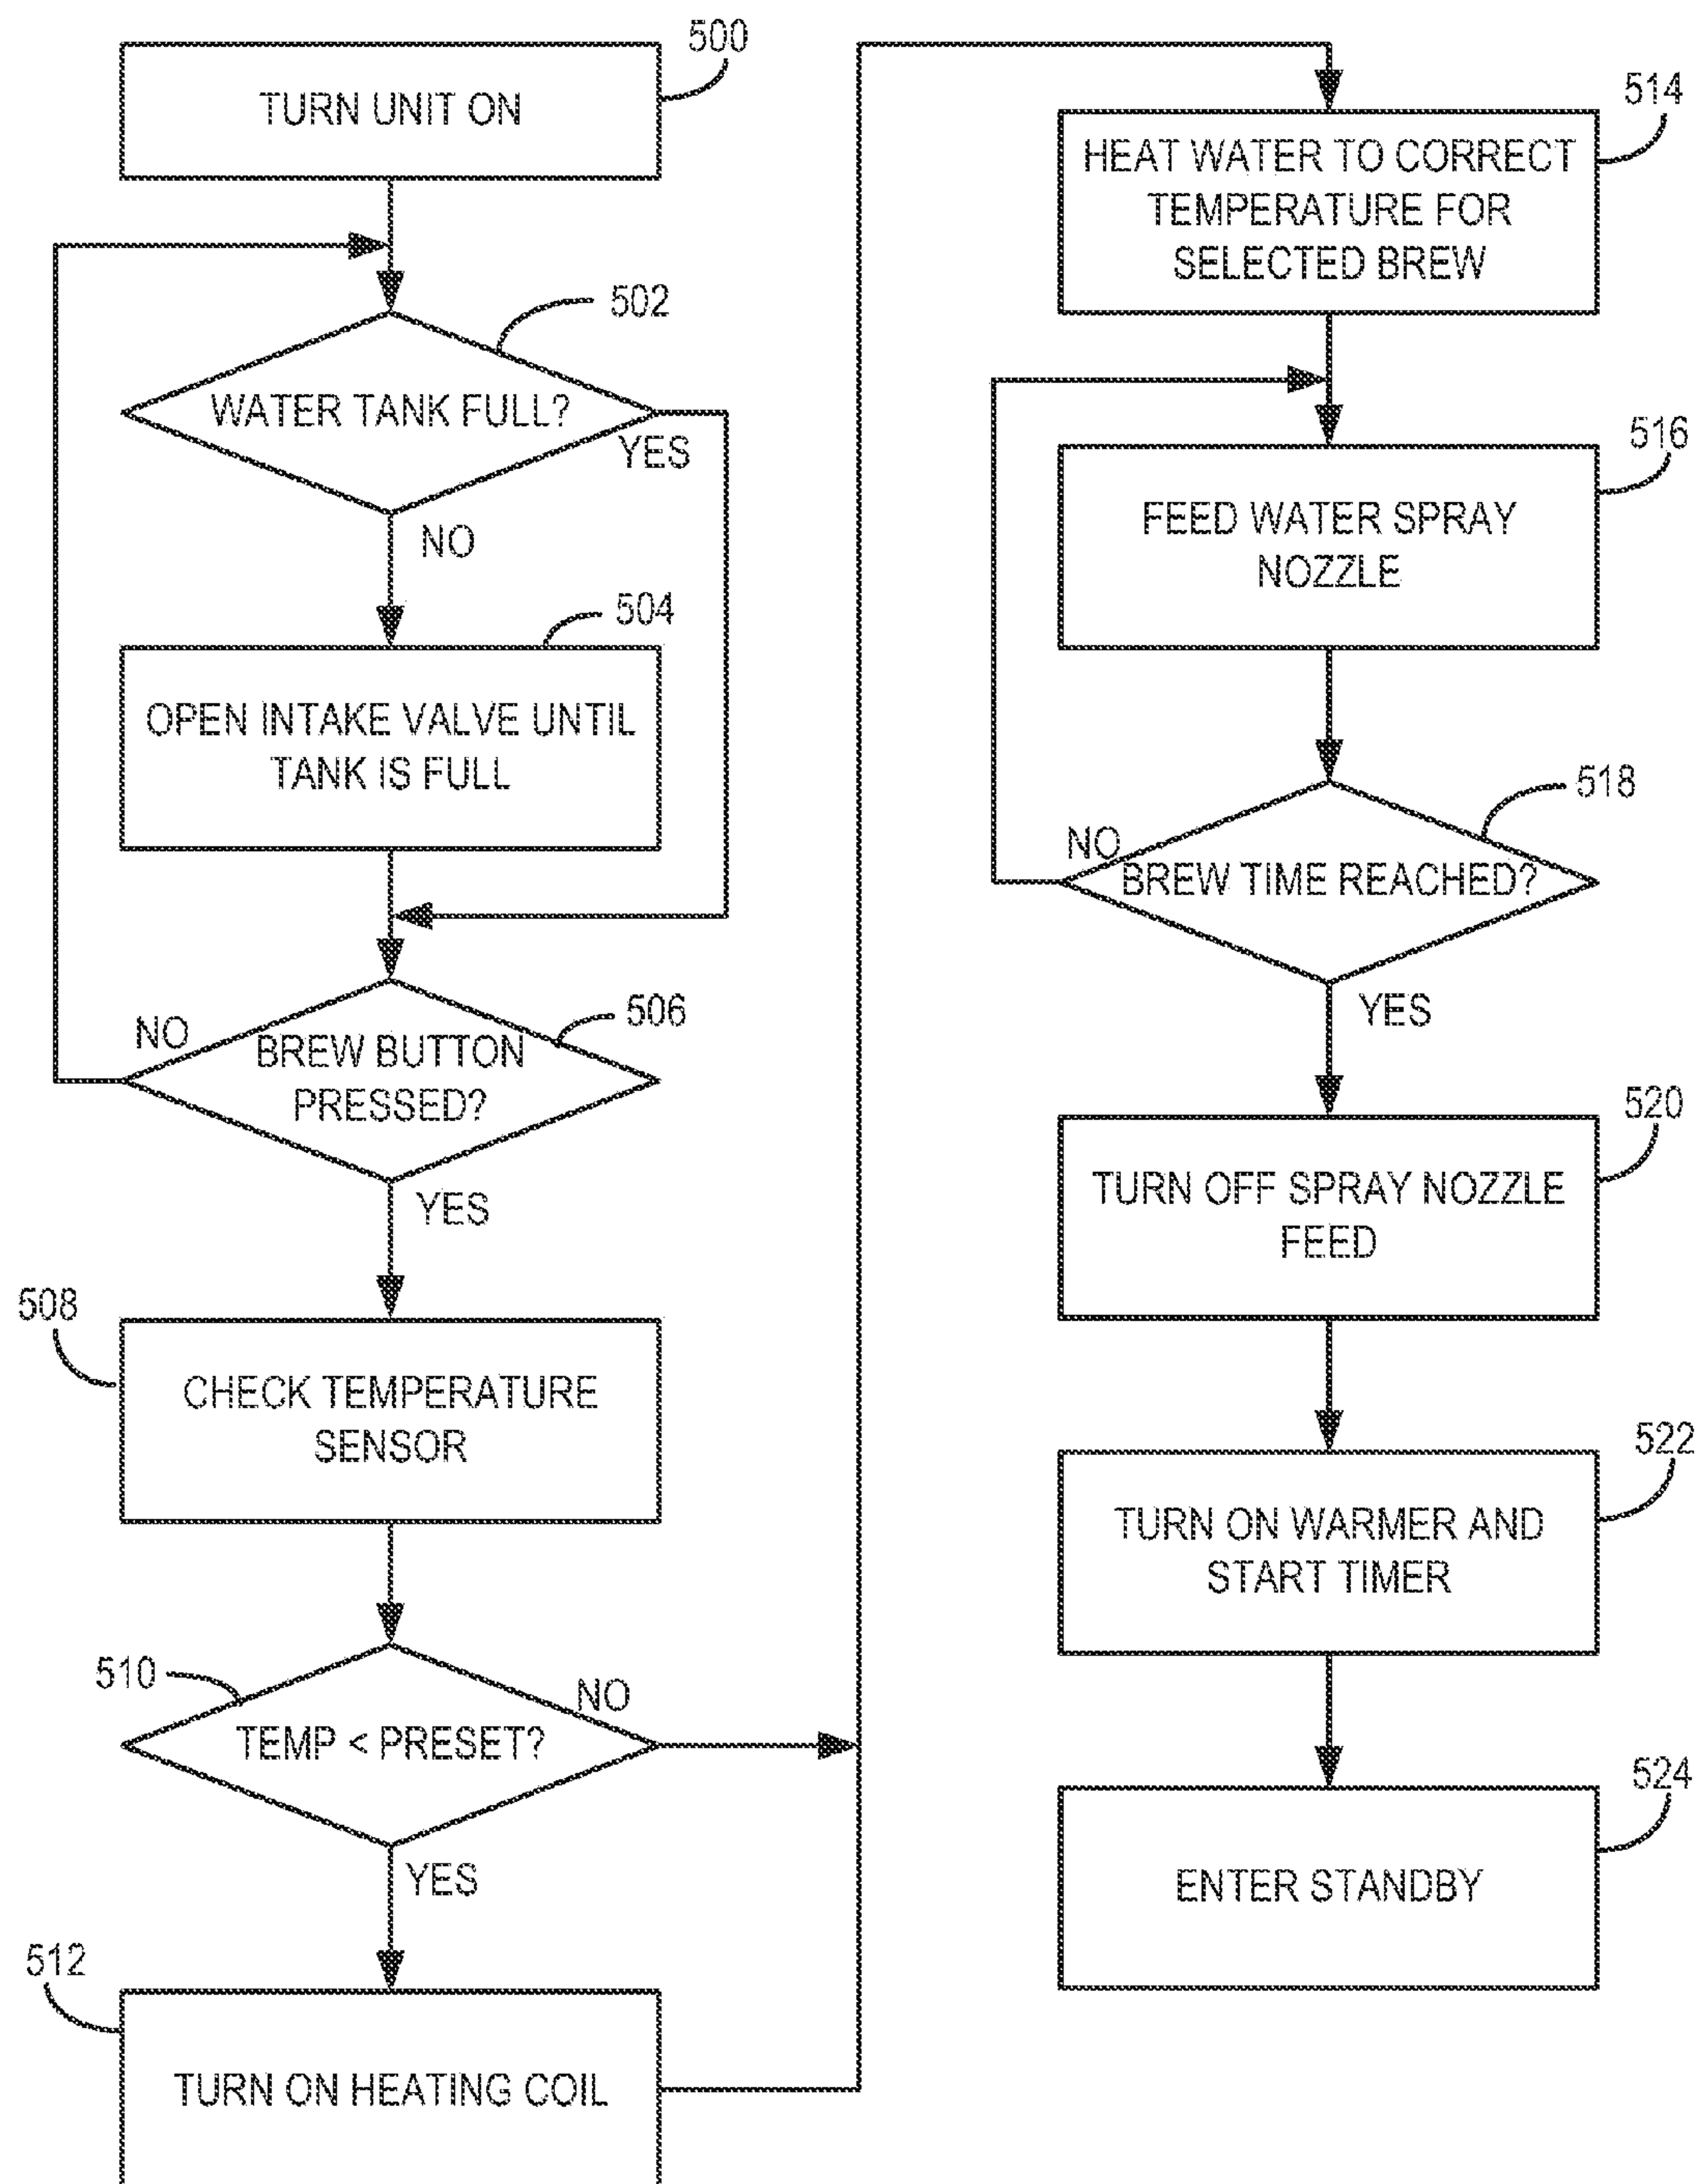 500
TURN UNIT ON
502
WATER TANK FULL?
YES
NO
504
OPEN INTAKE VALVE UNTIL
TANK IS FULL
506
NO
BREW BUTTON
PRESSED?
YES
508
CHECK TEMPERATURE
SENSOR
510
NO
TEMP < PRESET?
YES
512
TURN ON HEATING COIL
514
HEAT WATER TO CORRECT
TEMPERATURE FOR
SELECTED BREW
516
FEED WATER SPRAY
NOZZLE
518
NO
BREW TIME REACHED?
YES
520
TURN OFF SPRAY NOZZLE
FEED
522
TURN ON WARMER AND
START TIMER
524
ENTER STANDBY